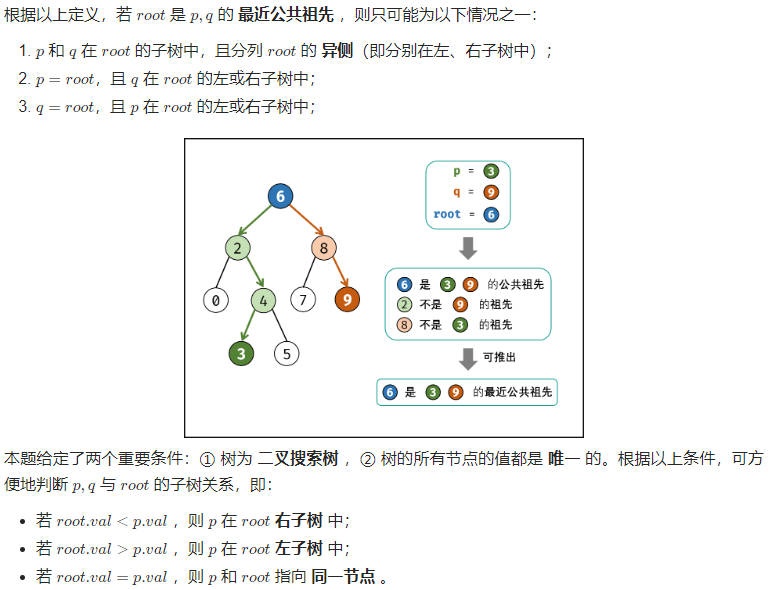 根据以上定义，若 root 是 p, q 的 最近公共祖先 ，则只可能为以下情况之一：
1. p 和 q 在 root 的子树中，且分列 root 的 异侧（即分别在左、右子树中）；
2. p = root，且 q 在 root 的左或右子树中；
3. q = root，且 p 在 root 的左或右子树中；
6
2
8
0
4
7
9
3
5
p = 3
q = 9
root = 6
6 是 3 9 的公共祖先
2 不是 9 的祖先
8 不是 3 的祖先
可推出
6 是 3 9 的最近公共祖先
本题给定了两个重要条件：① 树为 二叉搜索树 ，② 树的所有节点的值都是 唯一 的。根据以上条件，可方
便地判断 p, q 与 root 的子树关系，即：
• 若 root.val < p.val ，则 p 在 root 右子树 中；
• 若 root.val > p.val ，则 p 在 root 左子树 中；
• 若 root.val = p.val ，则 p 和 root 指向 同一节点 。